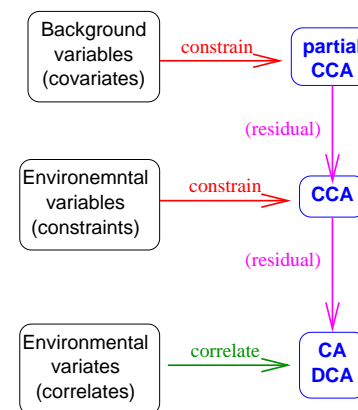 Background
variables
(covariates)
constrain
partial
CCA
(residual)
Environemntal
variables
(constraints)
constrain
CCA
(residual)
Environmental
variates
(correlates)
correlate
CA
DCA